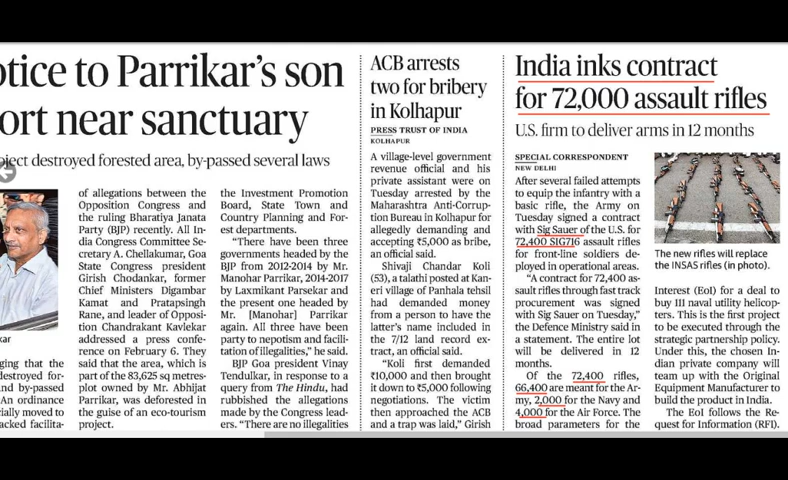 otice to Parrikar's son
ort near sanctuary
oject destroyed forested area, by-passed several laws
kar
ging that the
destroyed for-
nd by-passed
An ordinance
cially moved to
acked facilita-
of allegations between the
Opposition Congress and
the ruling Bharatiya Janata
Party (BJP) recently. All In-
dia Congress Committee Se-
cretary A. Chellakumar, Goa
State Congress president
Girish Chodankar, former
Chief Ministers Digambar
Kamat and Pratapsingh
Rane, and leader of Opposi-
tion Chandrakant Kavlekar
addressed a press confe-
rence on February 6. They
said that the area, which is
part of the 83,625 sq metres-
plot owned by Mr. Abhijat
Parrikar, was deforested in
the guise of an eco-tourism
project.
the Investment Promotion
Board, State Town and
Country Planning and For-
est departments.
"There have been three
governments headed by the
BJP from 2012-2014 by Mr.
Manohar Parrikar, 2014-2017
by Laxmikant Parsekar and
the present one headed by
Mr. [Manohar] Parrikar
again. All three have been
party to nepotism and facili-
tation of illegalities," he said.
BJP Goa president Vinay
Tendulkar, in response to a
query from The Hindu, had
rubbished the allegations
made by the Congress lead-
ers. "There are no illegalities
ACB arrests
two for bribery
in Kolhapur
PRESS TRUST OF INDIA
KOLHAPUR
A village-level government
revenue official and his
private assistant were on
Tuesday arrested by the
Maharashtra Anti-Corrup-
tion Bureau in Kolhapur for
allegedly demanding and
accepting ₹5,000 as bribe,
an official said.
Shivaji Chandar Koli
(53), a talathi posted at Kan-
eri village of Panhala tehsil
had demanded money
from a person to have the
latter's name included in
the 7/12 land record ex-
tract, an official said.
"Koli first demanded
₹10,000 and then brought
it down to ₹5,000 following
negotiations. The victim
then approached the ACB
and a trap was laid," Girish
India inks contract
for 72,000 assault rifles
U.S. firm to deliver arms in 12 months
SPECIAL CORRESPONDENT
NEW DELHI
After several failed attempts
to equip the infantry with a
basic rifle, the Army on
Tuesday signed a contract
with Sig Sauer of the U.S. for
72,400 SIG716 assault rifles
for front-line soldiers de-
ployed in operational areas.
"A contract for 72,400 as-
sault rifles through fast track
procurement was signed
with Sig Sauer on Tuesday,"
the Defence Ministry said in
a statement. The entire lot
will be delivered in 12
months.
Of the 72,400 rifles,
66,400 are meant for the Ar-
my, 2,000 for the Navy and
4,000 for the Air Force. The
broad parameters for the
The new rifles will replace
the INSAS rifles (in photo).
Interest (EoI) for a deal to
buy 111 naval utility helicop-
ters. This is the first project
to be executed through the
strategic partnership policy.
Under this, the chosen In-
dian private company will
team up with the Original
Equipment Manufacturer to
build the product in India.
The EoI follows the Re-
quest for Information (RFI).